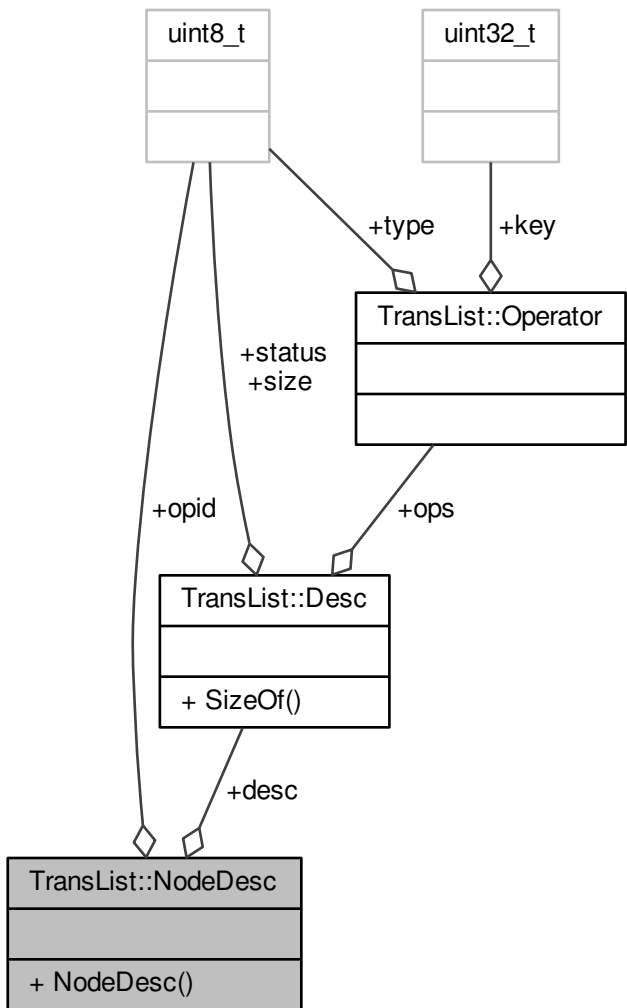 uint8_t
uint32_t
+type
+key
TransList::Operator
+status
+size
+opid
+ops
TransList::Desc
+ SizeOf()
+desc
TransList::NodeDesc
+ NodeDesc()